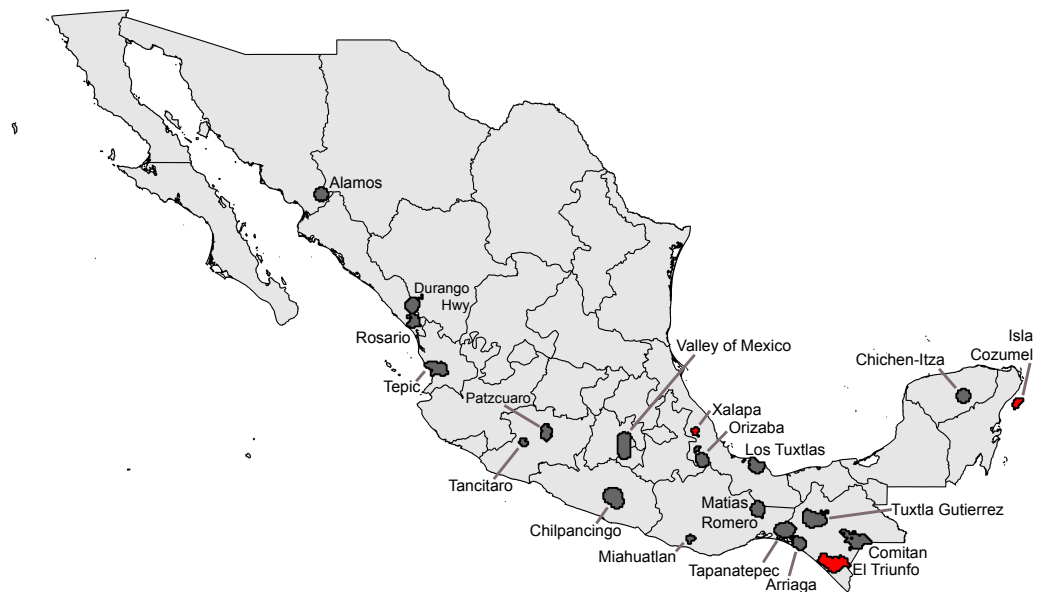 Alamos
Durango
Hwy
Rosario
Tepic
Patzcuaro
Tancitaro
Valley of Mexico
Xalapa
Orizaba
Los Tuxtlas
Chichen-Itza
Isla
Cozumel
Chilpancingo
Miahuatlan
Matias
Romero
Tapanatepec
Arriaga
Tuxtla Gutierrez
Comitan
El Triunfo